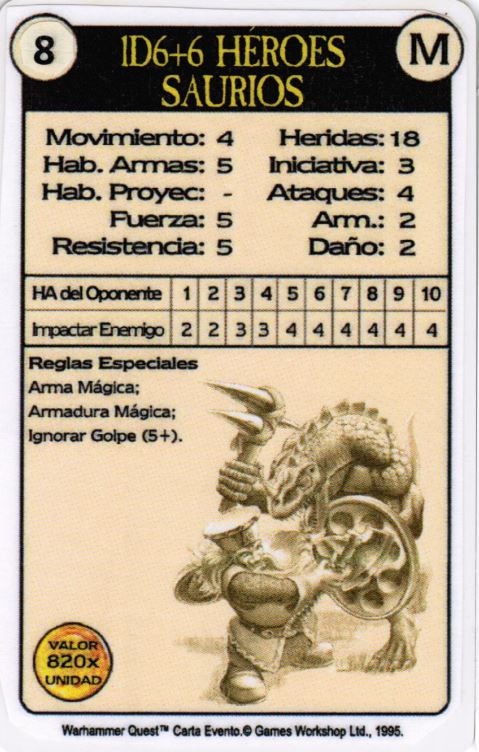 8
1D6+6 HÉROES
SAURIOS
M
Movimiento: 4 Heridas: 18
Hab. Armas: 5 Iniciativa: 3
Hab. Proyec: - Ataques: 4
Fuerza: 5 Arm.: 2
Resistencia: 5 Daño: 2
HA del Oponente 1 2 3 4 5 6 7 8 9 10
Impactar Enemigo 2 2 3 3 4 4 4 4 4 4
Reglas Especiales
Arma Mágica;
Armadura Mágica;
Ignorar Golpe (5+).
VALOR
820x
UNIDAD
Warhammer Quest™ Carta Evento.© Games Workshop Ltd., 1995.